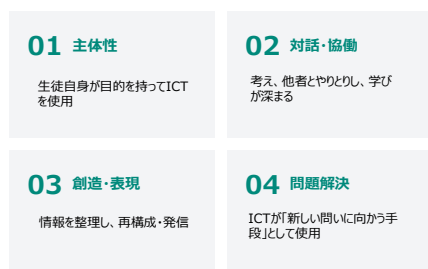 01 主体性
生徒自身が目的を持ってICT
を使用
02 対話・協働
考え、他者とやりとりし、学び
が深まる
03 創造・表現
情報を整理し、再構成・発信
04 問題解決
ICTが「新しい問いに向かう手
段」として使用